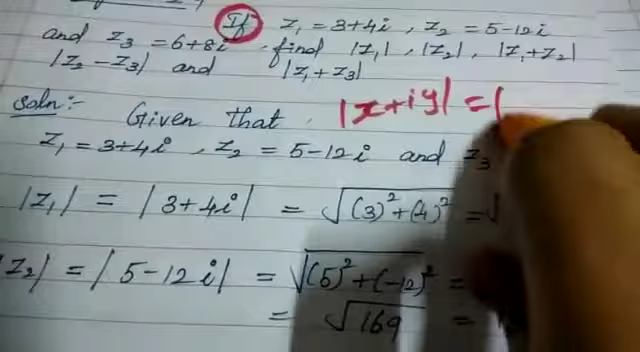 If z₁ = 3+4i, z₂ = 5-12i
and z₃ = 6+8i find |z₁|, |z₂|, |z₁+z₂|
|z₂-z₃| and |z₁+z₃|
Soln:- Given that |x+iy| =
z₁ = 3+4i, z₂ = 5-12i and z₃
|z₁| = |3+4i| = √(3)²+(4)² = √
|z₂| = |5-12i| = √(5)²+(-12)² =
= √169 =